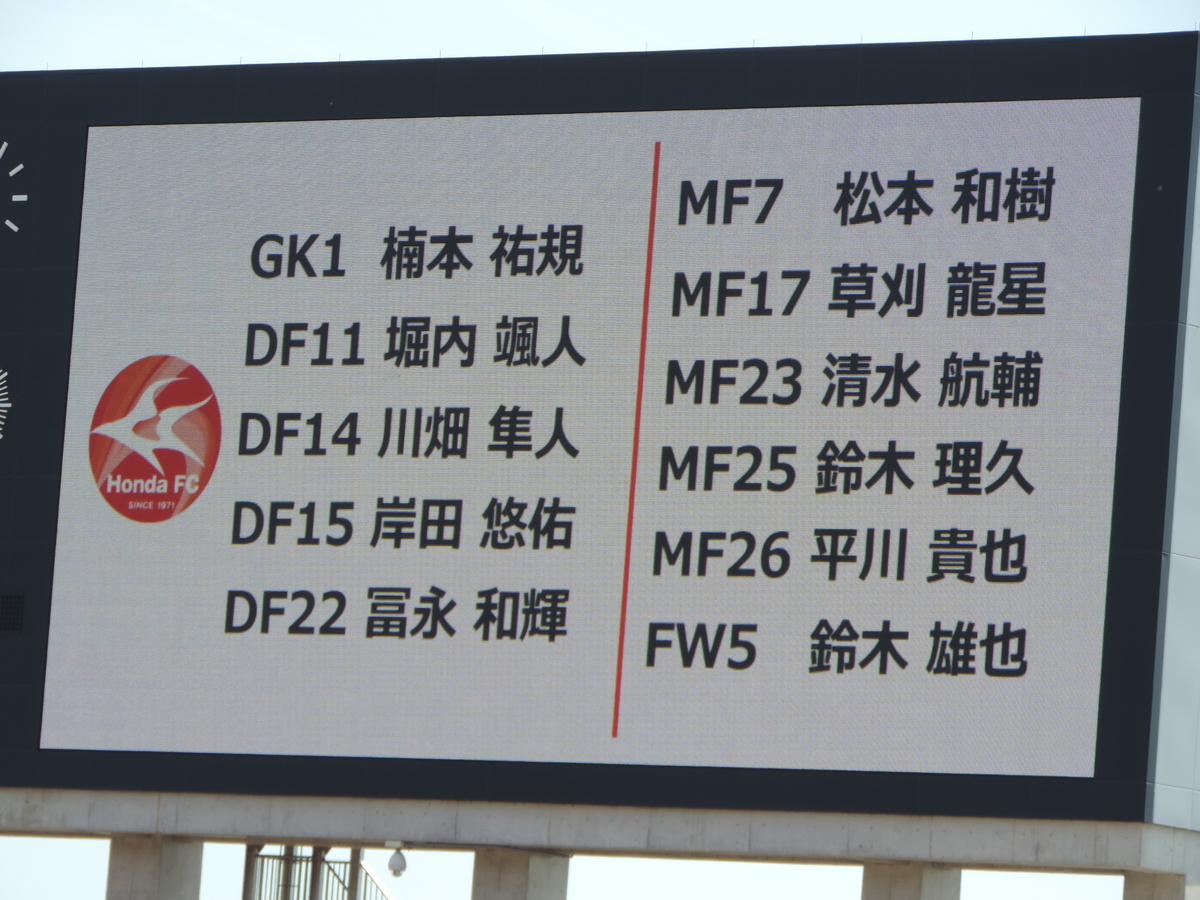 GK1 楠本 祐規
DF11 堀内 颯人
DF14 川畑 隼人
DF15 岸田 悠佑
DF22 冨永 和輝
Honda FC
SINCE 1971
MF7 松本 和樹
MF17 草刈 龍星
MF23 清水 航輔
MF25 鈴木 理久
MF26 平川 貴也
FW5 鈴木 雄也